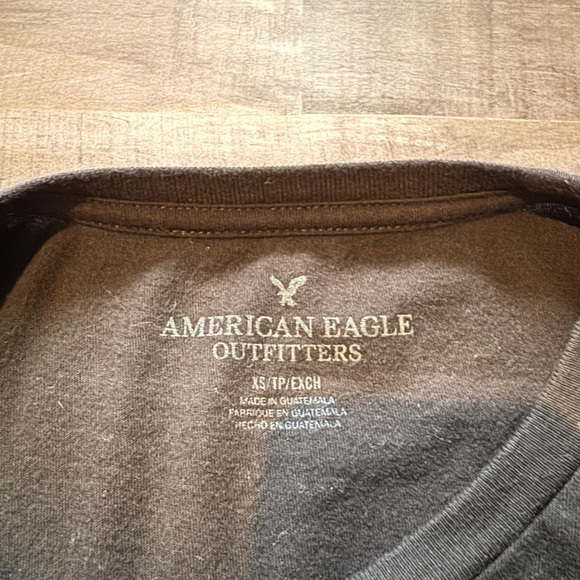 AMERICAN EAGLE
OUTFITTERS
XS/TP/EXCH
MADE IN GUATEMALA
FABRIQUE EN GUATEMALA
HECHO EN GUATEMALA